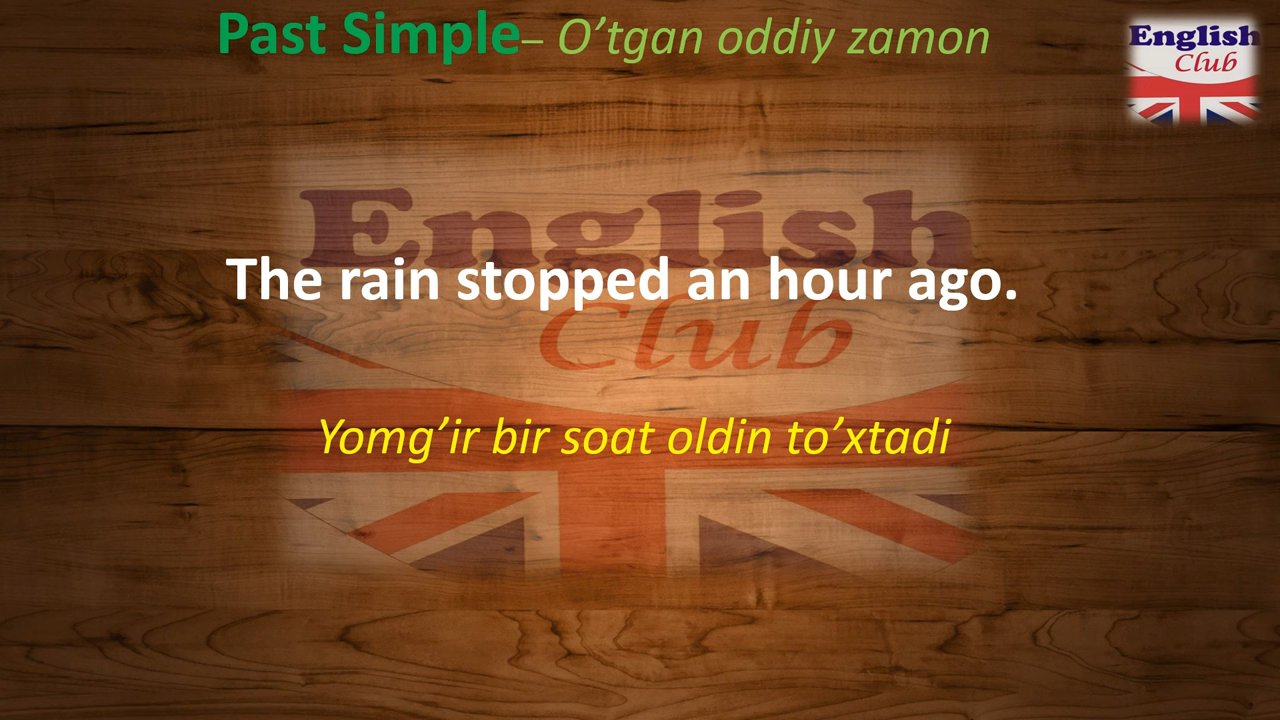 Past Simple– O’tgan oddiy zamon
English
Club
English
Club
The rain stopped an hour ago.
Yomg’ir bir soat oldin to’xtadi